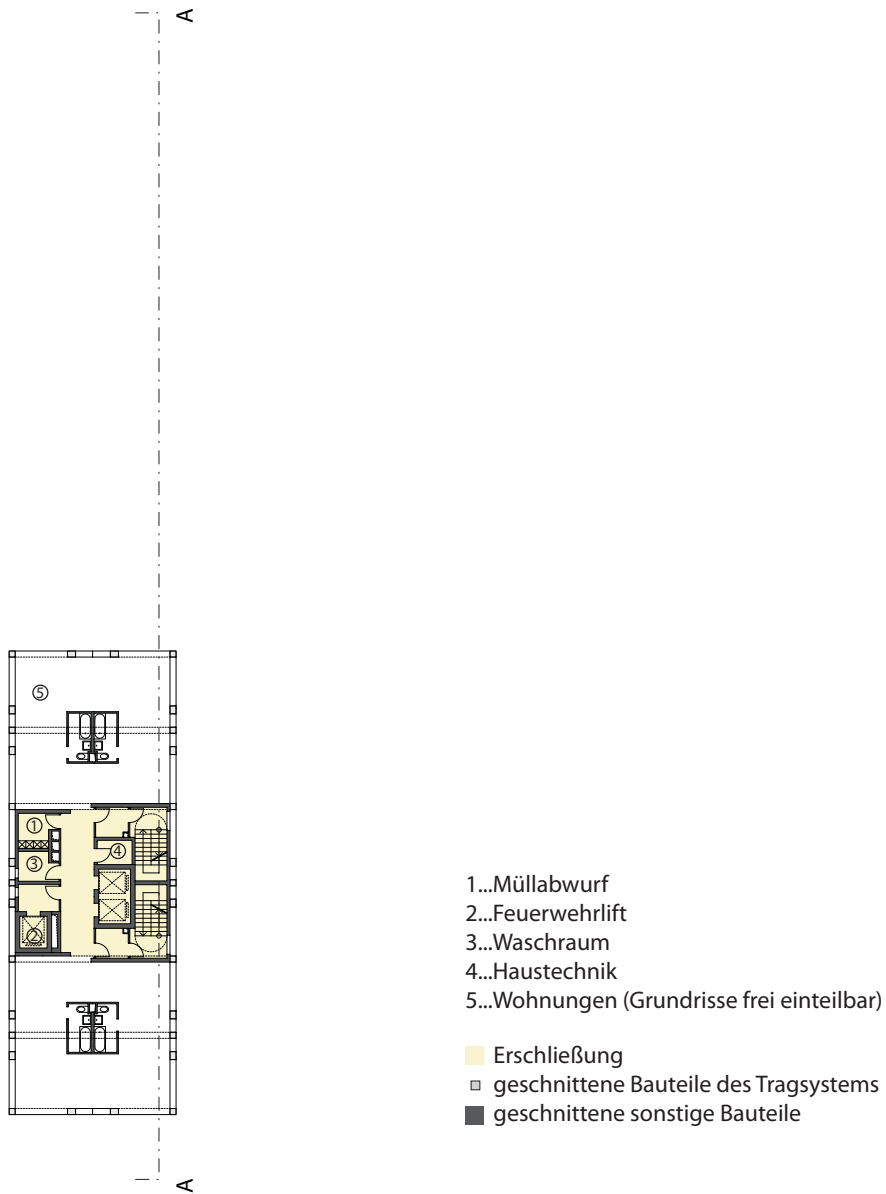 A
5
1
4
3
2
1...Müllabwurf
2...Feuerwehrlift
3...Waschraum
4...Haustechnik
5...Wohnungen (Grundrisse frei einteilbar)
Erschließung
geschnittene Bauteile des Tragsystems
geschnittene sonstige Bauteile
A